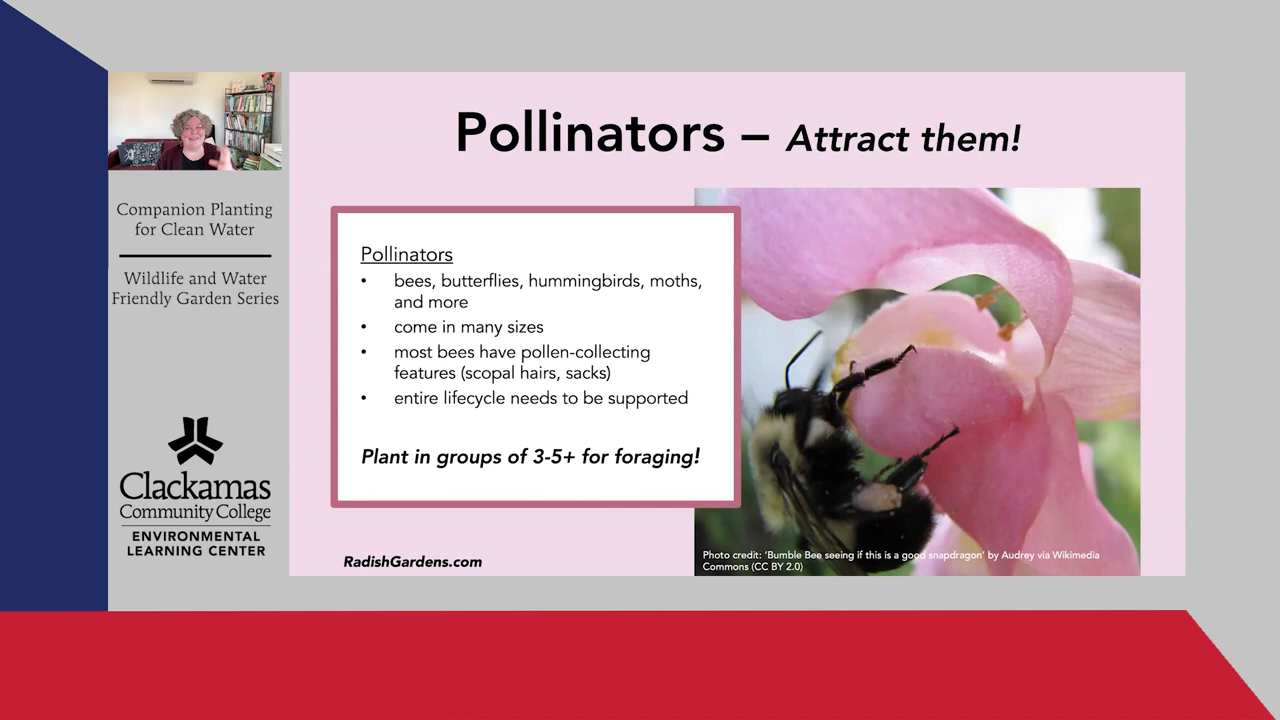 Pollinators – Attract them!
Companion Planting
for Clean Water
Wildlife and Water
Friendly Garden Series
Clackamas
Community College
ENVIRONMENTAL
LEARNING CENTER
Pollinators
• bees, butterflies, hummingbirds, moths,
and more
• come in many sizes
• most bees have pollen-collecting
features (scopal hairs, sacks)
• entire lifecycle needs to be supported
Plant in groups of 3-5+ for foraging!
RadishGardens.com
Photo credit: ‘Bumble Bee seeing if this is a good snapdragon’ by Audrey via Wikimedia
Commons (CC BY 2.0)